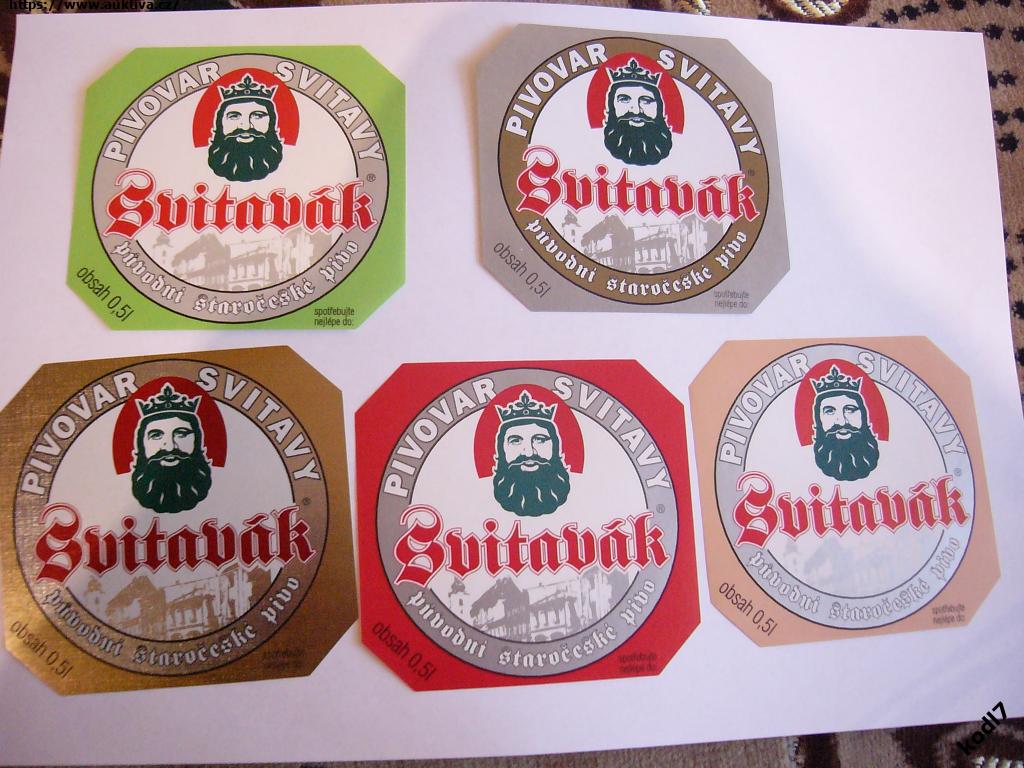 https://www.auktiva.cz/
PIVOVAR SVITAVY
Svitavák ®
původní staročeské pivo
obsah 0,5l
spotřebujte
nejlépe do:
PIVOVAR SVITAVY
Svitavák ®
původní staročeské pivo
obsah 0,5l
spotřebujte
nejlépe do:
PIVOVAR SVITAVY
Svitavák ®
původní staročeské pivo
obsah 0,5l
spotřebujte
nejlépe do:
PIVOVAR SVITAVY
Svitavák ®
původní staročeské pivo
obsah 0,5l
spotřebujte
nejlépe do:
PIVOVAR SVITAVY
Svitavák ®
původní staročeské pivo
obsah 0,5l
spotřebujte
nejlépe do:
kodl7